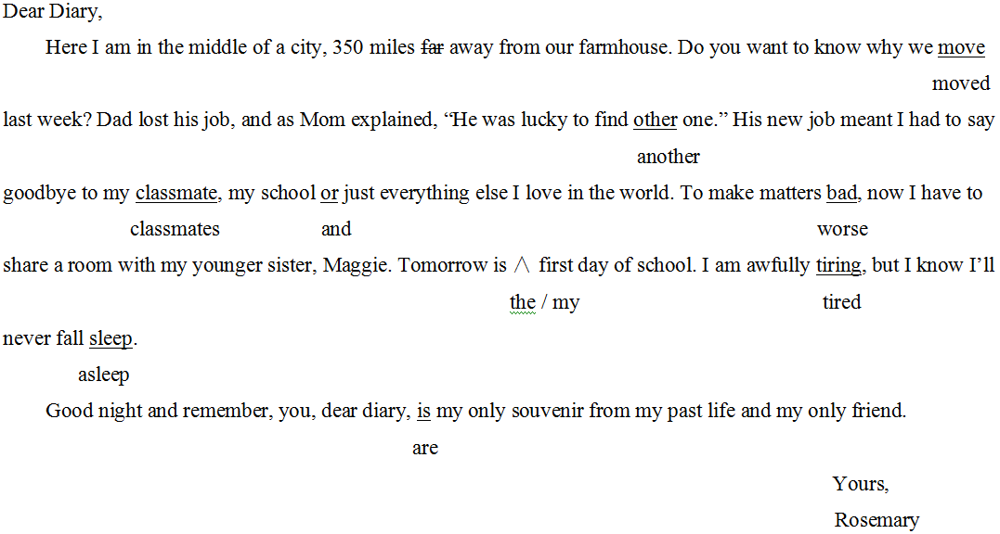 Dear Diary,
Here I am in the middle of a city, 350 miles far away from our farmhouse. Do you want to know why we move
moved
last week? Dad lost his job, and as Mom explained, “He was lucky to find other one.” His new job meant I had to say
another
goodbye to my classmate, my school or just everything else I love in the world. To make matters bad, now I have to
classmates and worse
share a room with my younger sister, Maggie. Tomorrow is ∧ first day of school. I am awfully tiring, but I know I’ll
the / my tired
never fall sleep.
asleep
Good night and remember, you, dear diary, is my only souvenir from my past life and my only friend.
are
Yours,
Rosemary